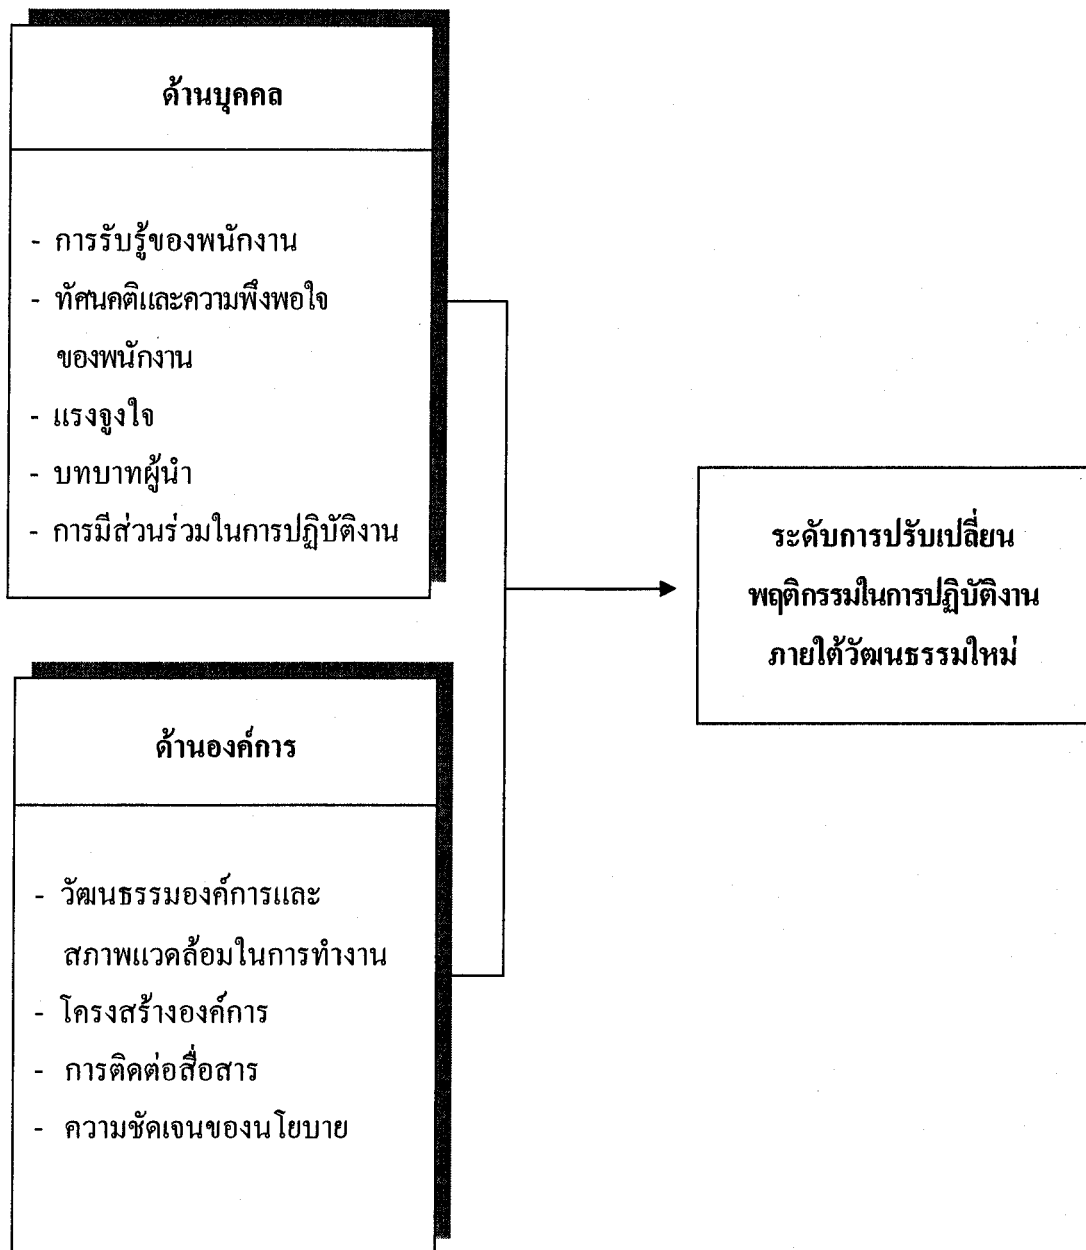 ด้านบุคคล
- การรับรู้ของพนักงาน
- ทัศนคติและความพึงพอใจ
ของพนักงาน
- แรงจูงใจ
- บทบาทผู้นำ
- การมีส่วนร่วมในการปฏิบัติงาน
ระดับการปรับเปลี่ยน
พฤติกรรมในการปฏิบัติงาน
ภายใต้วัฒนธรรมใหม่
ด้านองค์การ
- วัฒนธรรมองค์การและ
สภาพแวดล้อมในการทำงาน
- โครงสร้างองค์การ
- การติดต่อสื่อสาร
- ความชัดเจนของนโยบาย